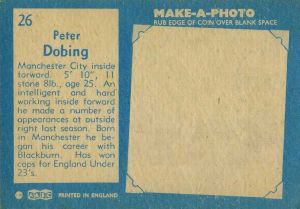 26
Peter
Dobing
Manchester City inside
forward. 5' 10", 11
stone 8lb., age 25. An
intelligent and hard
working inside forward
he made a number of
appearances at outside
right last season. Born
in Manchester he be-
gan his career with
Blackburn. Has won
caps for England Under
23's.
PRINTED IN ENGLAND
MAKE-A-PHOTO
RUB EDGE OF COIN OVER BLANK SPACE